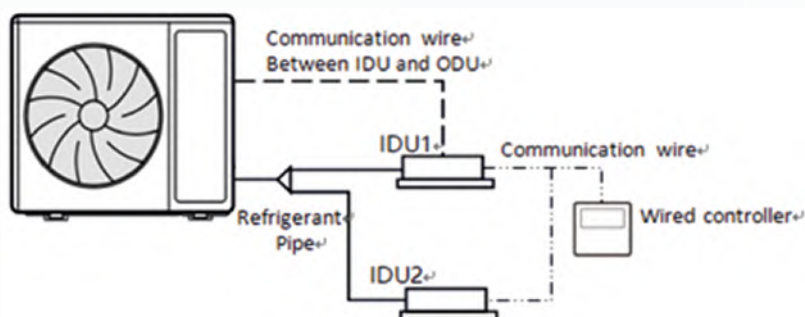 Communication wire
Between IDU and ODU
IDU1
Communication wire
Wired controller
Refrigerant
Pipe
IDU2